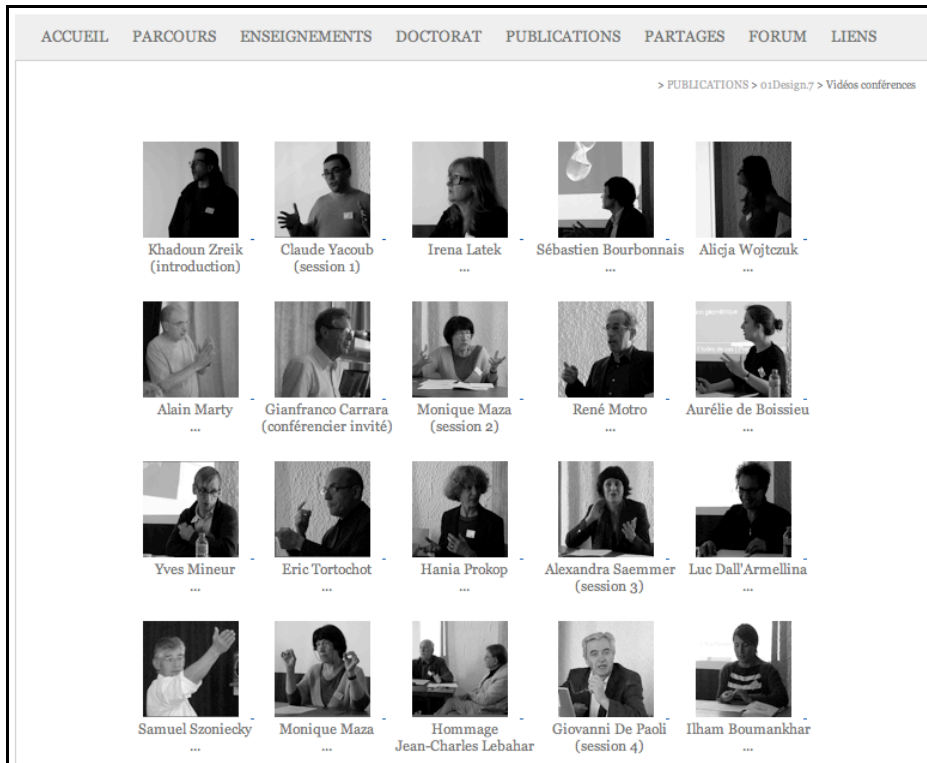 ACCUEIL PARCOURS ENSEIGNEMENTS DOCTORAT PUBLICATIONS PARTAGES FORUM LIENS
> PUBLICATIONS > 01Design.7 > Vidéos conférences
Khadoun Zreik Claude Yacoub Irena Latek Sébastien Bourbonnais Alicja Wojtczuk
(introduction) (session 1) ... ... ...
Alain Marty Gianfranco Carrara Monique Maza René Motro Aurélie de Boissieu
... (conférencier invité) (session 2) ... ...
Yves Mineur Eric Tortochot Hania Prokop Alexandra Saemmer Luc Dall'Armellina
... ... ... (session 3) ...
Samuel Szoniecky Monique Maza Hommage Giovanni De Paoli Ilham Boumankhar
... ... Jean-Charles Lebahar (session 4) ...